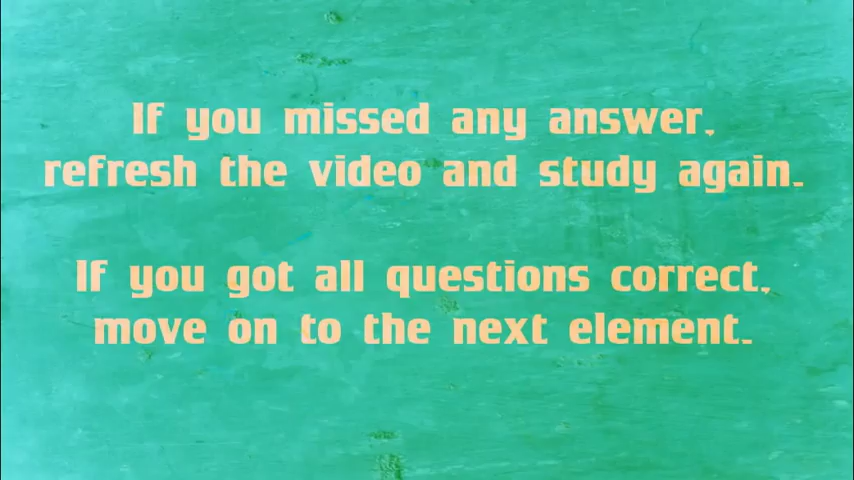 If you missed any answer,
refresh the video and study again.
If you got all questions correct,
move on to the next element.